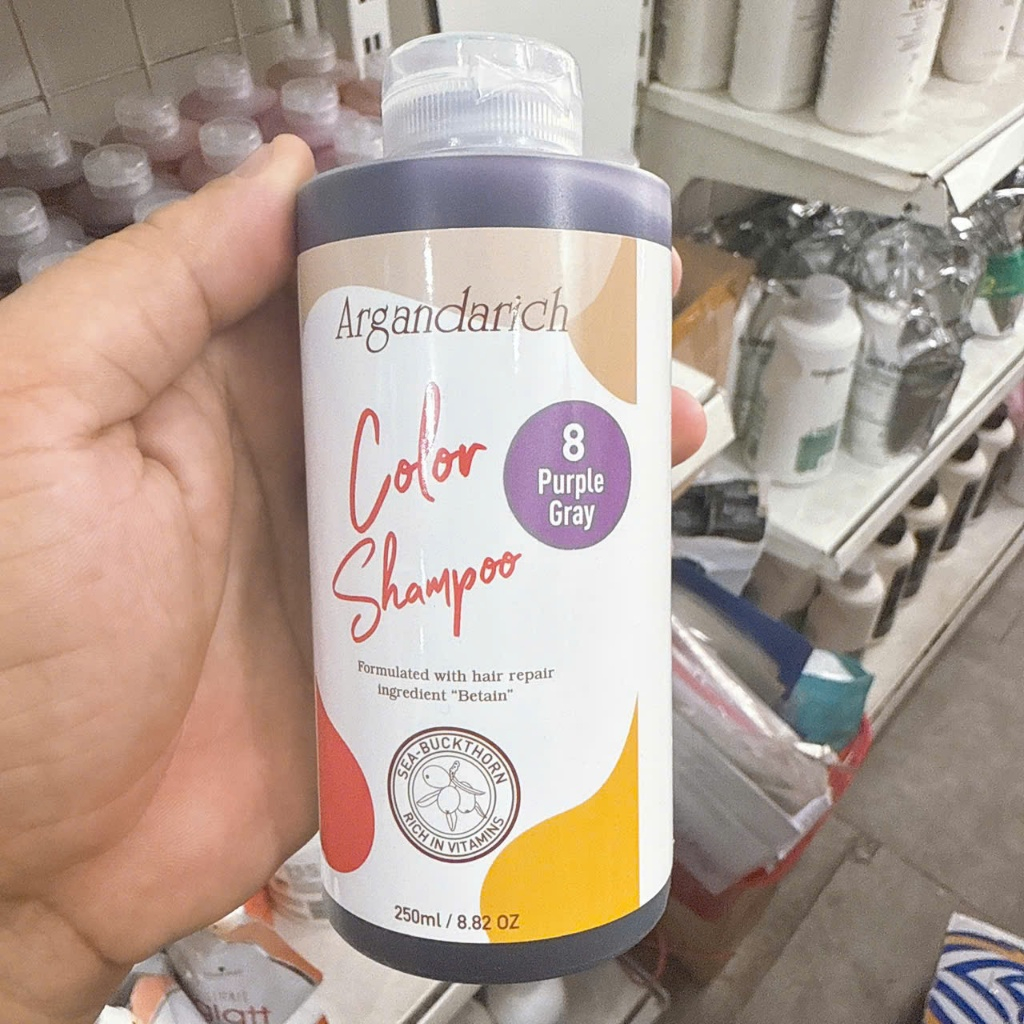 Argandarich
Color
Shampoo
8
Purple
Gray
Formulated with hair repair
ingredient “Betain”
SEA-BUCKTHORN
RICH IN VITAMINS
250ml / 8.82 OZ
glatt